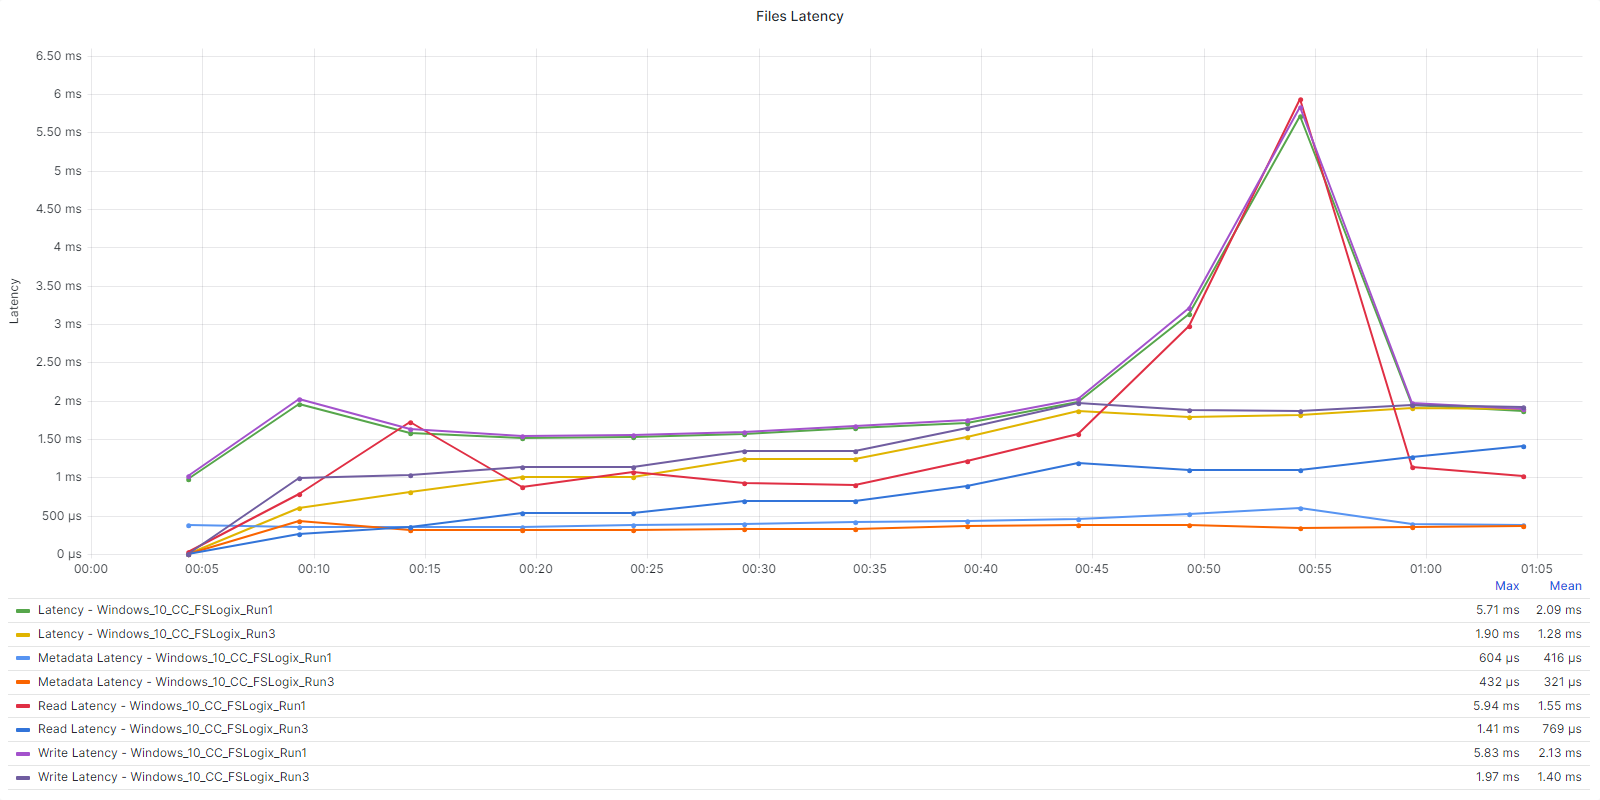 Files Latency
6.50 ms
6 ms
5.50 ms
5 ms
4.50 ms
4 ms
3.50 ms
3 ms
2.50 ms
2 ms
1.50 ms
1 ms
500 µs
0 µs
Latency
00:00 00:05 00:10 00:15 00:20 00:25 00:30 00:35 00:40 00:45 00:50 00:55 01:00 01:05
Max Mean
Latency - Windows_10_CC_FSLogix_Run1 5.71 ms 2.09 ms
Latency - Windows_10_CC_FSLogix_Run3 1.90 ms 1.28 ms
Metadata Latency - Windows_10_CC_FSLogix_Run1 604 µs 416 µs
Metadata Latency - Windows_10_CC_FSLogix_Run3 432 µs 321 µs
Read Latency - Windows_10_CC_FSLogix_Run1 5.94 ms 1.55 ms
Read Latency - Windows_10_CC_FSLogix_Run3 1.41 ms 769 µs
Write Latency - Windows_10_CC_FSLogix_Run1 5.83 ms 2.13 ms
Write Latency - Windows_10_CC_FSLogix_Run3 1.97 ms 1.40 ms